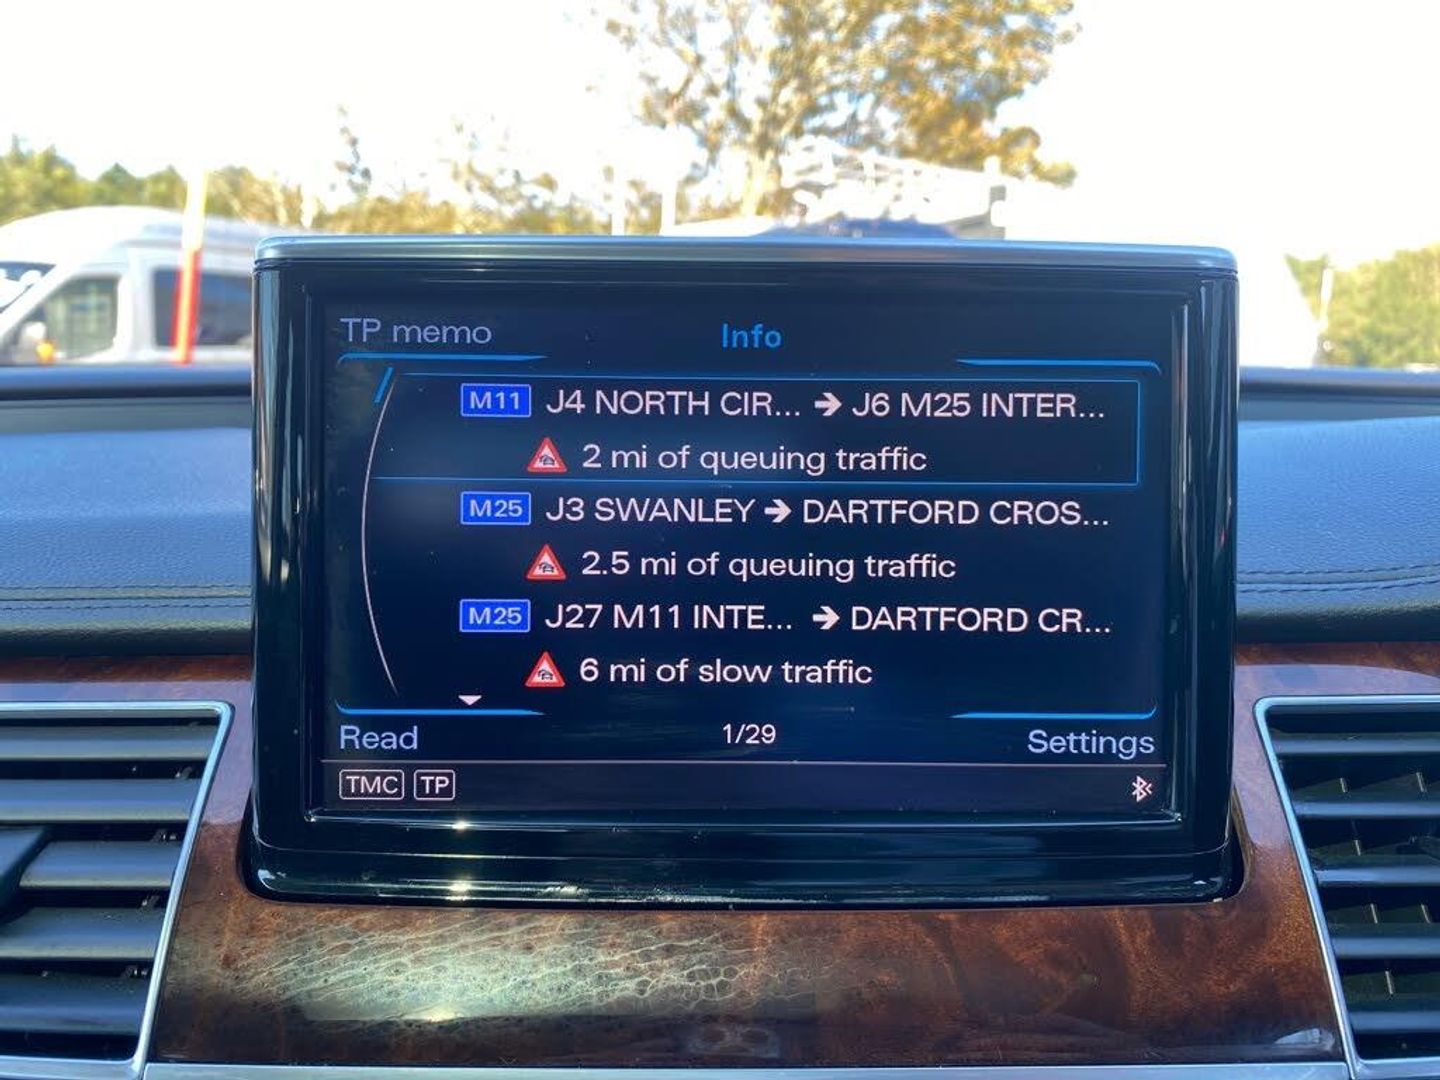 TP memo
Info
M11 J4 NORTH CIR... ➔ J6 M25 INTER...
2 mi of queuing traffic
M25 J3 SWANLEY ➔ DARTFORD CROS...
2.5 mi of queuing traffic
M25 J27 M11 INTE... ➔ DARTFORD CR...
6 mi of slow traffic
Read
1/29
Settings
TMC TP